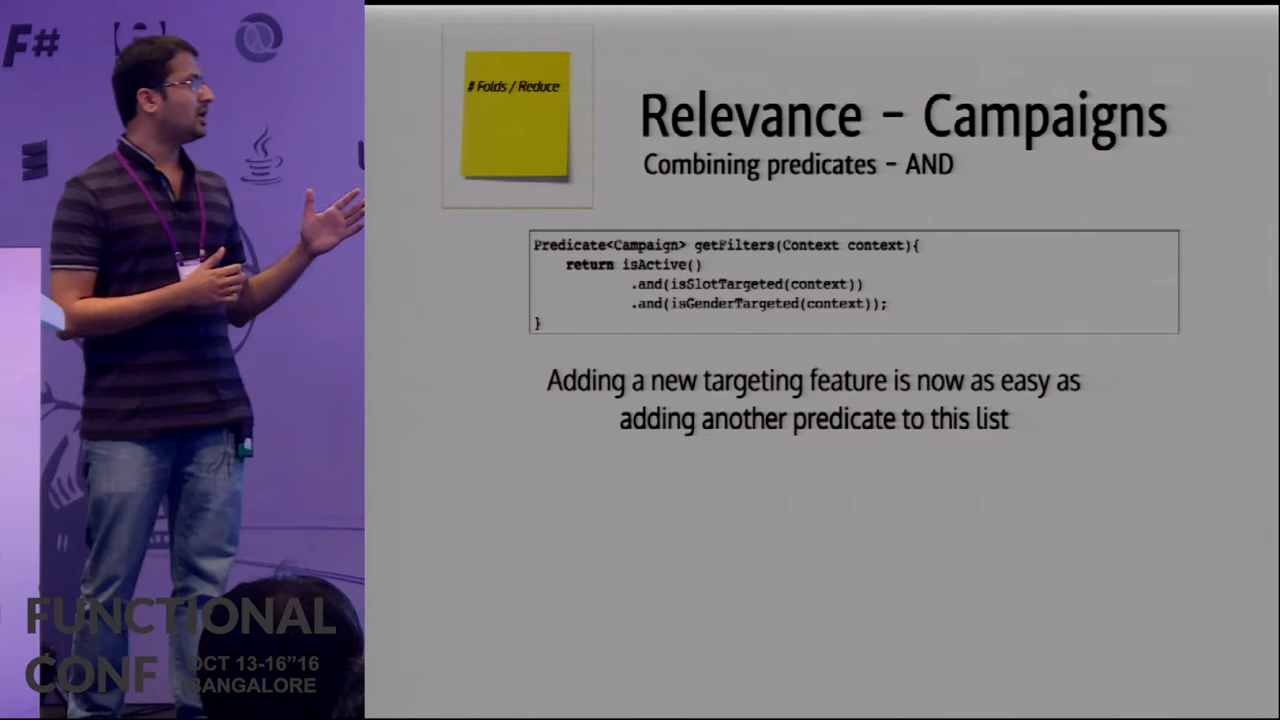 F#
# Folds / Reduce
Relevance - Campaigns
Combining predicates - AND
Predicate<Campaign> getFilters(Context context){
return isActive()
.and(isSlotTargeted(context))
.and(isGenderTargeted(context));
}
Adding a new targeting feature is now as easy as
adding another predicate to this list
FUNCTIONAL
CONF
OCT 13-16"16
BANGALORE